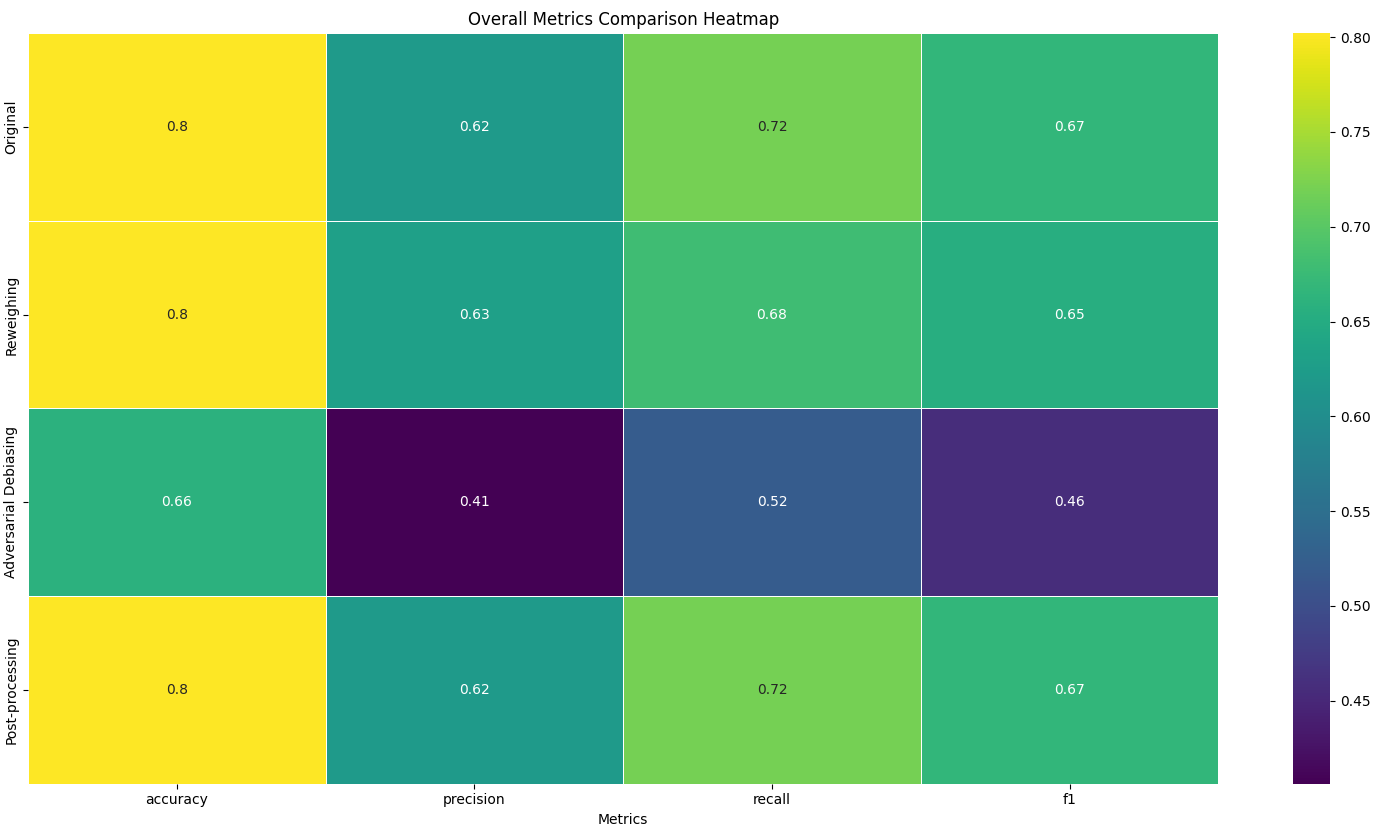 Overall Metrics Comparison Heatmap
Original
0.8 0.62 0.72 0.67
Reweighing
0.8 0.63 0.68 0.65
Adversarial Debiasing
0.66 0.41 0.52 0.46
Post-processing
0.8 0.62 0.72 0.67
accuracy precision recall f1
Metrics
0.80
0.75
0.70
0.65
0.60
0.55
0.50
0.45